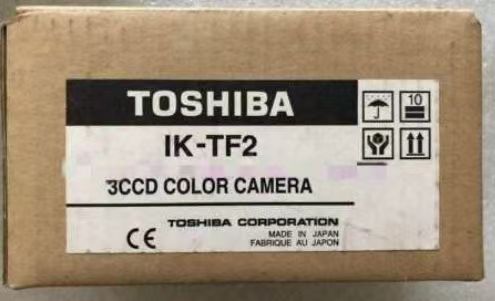 TOSHIBA
10
IK-TF2
3CCD COLOR CAMERA
TOSHIBA CORPORATION
MADE IN JAPAN
FABRIQUE AU JAPON
CE